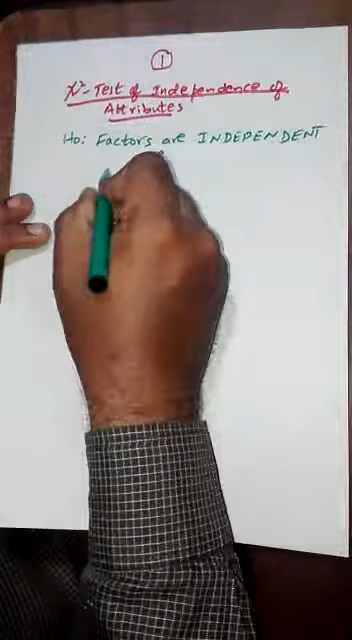 1
χ²-Test of Independence of
Attributes
Ho: Factors are INDEPENDENT